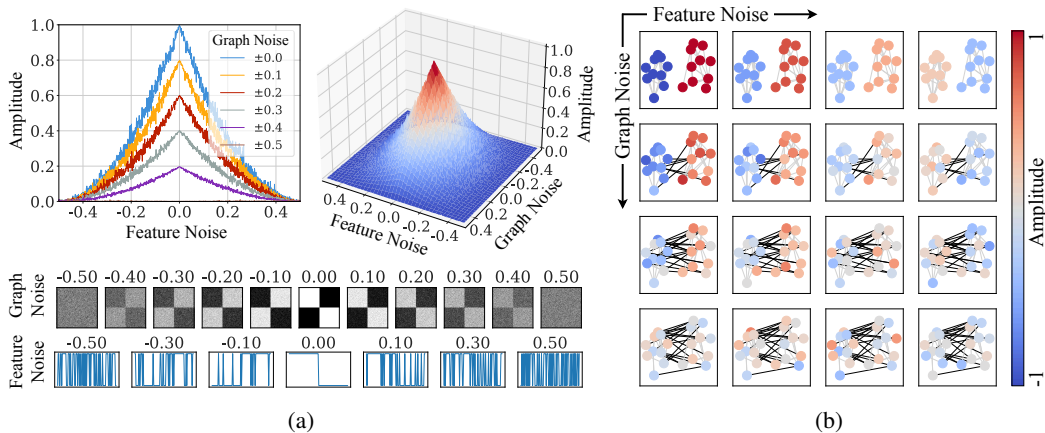 Graph Noise
±0.0
±0.1
±0.2
±0.3
±0.4
±0.5
Amplitude
1.0
0.8
0.6
0.4
0.2
0.0
-0.4 -0.2 0.0 0.2 0.4
Feature Noise
1.0
0.8
0.6
0.4
0.2
0.0
Amplitude
-0.4
-0.2
0.0
0.2
0.4
Graph Noise
0.4 0.2 0.0 -0.2 -0.4
Feature Noise
-0.50 -0.40 -0.30 -0.20 -0.10 0.00 0.10 0.20 0.30 0.40 0.50
Graph
Noise
-0.50 -0.30 -0.10 0.00 0.10 0.30 0.50
Feature
Noise
(a)
Feature Noise
Graph Noise
1
Amplitude
-1
(b)